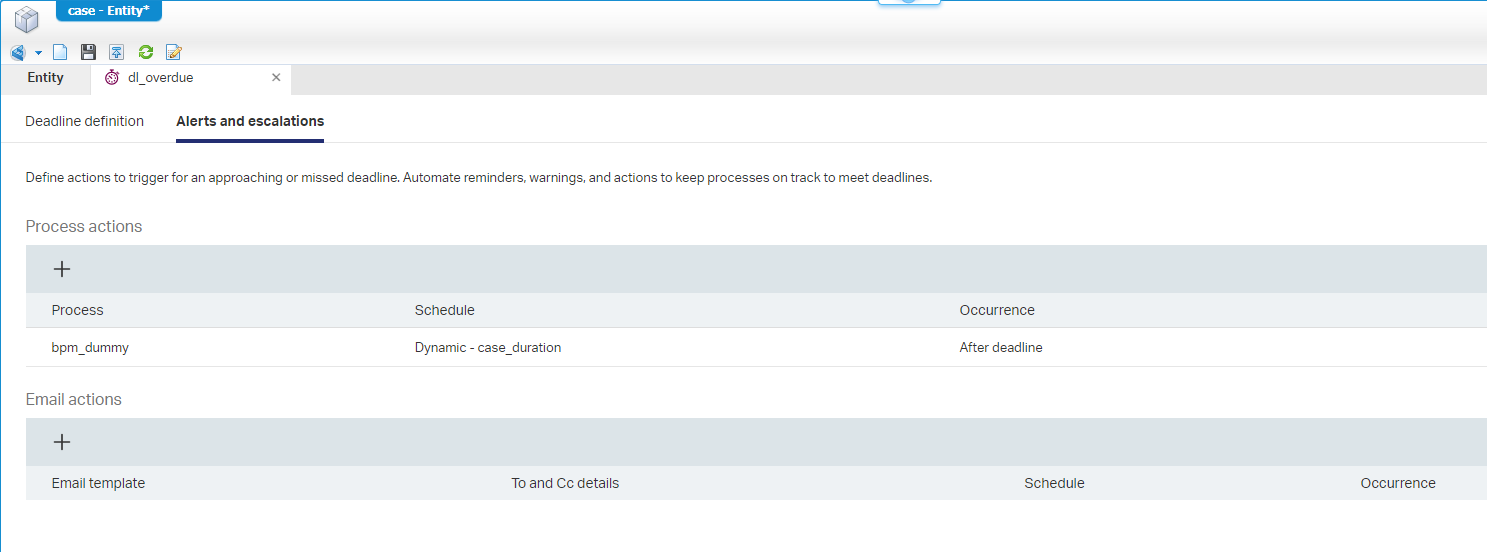 case - Entity*
Entity dl_overdue
Deadline definition Alerts and escalations
Define actions to trigger for an approaching or missed deadline. Automate reminders, warnings, and actions to keep processes on track to meet deadlines.
Process actions
Process Schedule Occurrence
bpm_dummy Dynamic - case_duration After deadline
Email actions
Email template To and Cc details Schedule Occurrence